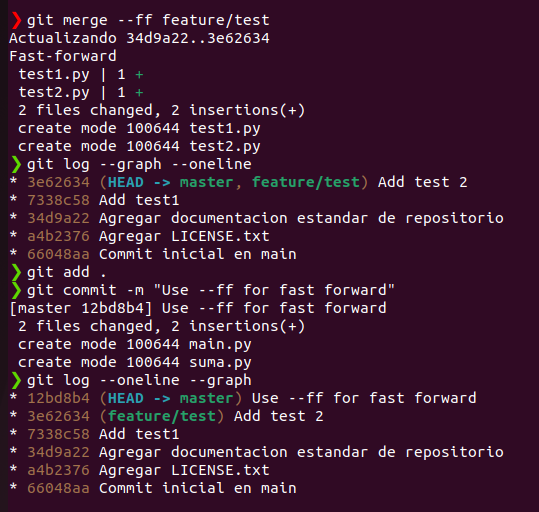 ❯ git merge --ff feature/test
Actualizando 34d9a22..3e62634
Fast-forward
 test1.py | 1 +
 test2.py | 1 +
 2 files changed, 2 insertions(+)
 create mode 100644 test1.py
 create mode 100644 test2.py
❯ git log --graph --oneline
* 3e62634 (HEAD -> master, feature/test) Add test 2
* 7338c58 Add test1
* 34d9a22 Agregar documentacion estandar de repositorio
* a4b2376 Agregar LICENSE.txt
* 66048aa Commit inicial en main
❯ git add .
❯ git commit -m "Use --ff for fast forward"
[master 12bd8b4] Use --ff for fast forward
 2 files changed, 2 insertions(+)
 create mode 100644 main.py
 create mode 100644 suma.py
❯ git log --oneline --graph
* 12bd8b4 (HEAD -> master) Use --ff for fast forward
* 3e62634 (feature/test) Add test 2
* 7338c58 Add test1
* 34d9a22 Agregar documentacion estandar de repositorio
* a4b2376 Agregar LICENSE.txt
* 66048aa Commit inicial en main